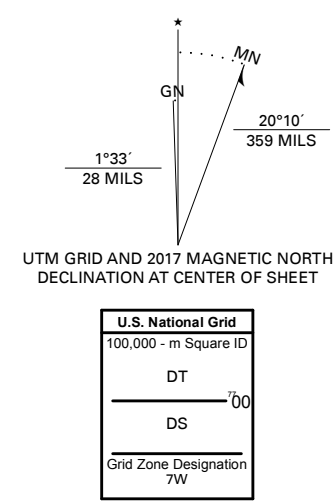 ★
MN
GN
1°33´
28 MILS
20°10´
359 MILS
UTM GRID AND 2017 MAGNETIC NORTH
DECLINATION AT CENTER OF SHEET
U.S. National Grid
100,000 - m Square ID
DT
7700
DS
Grid Zone Designation
7W